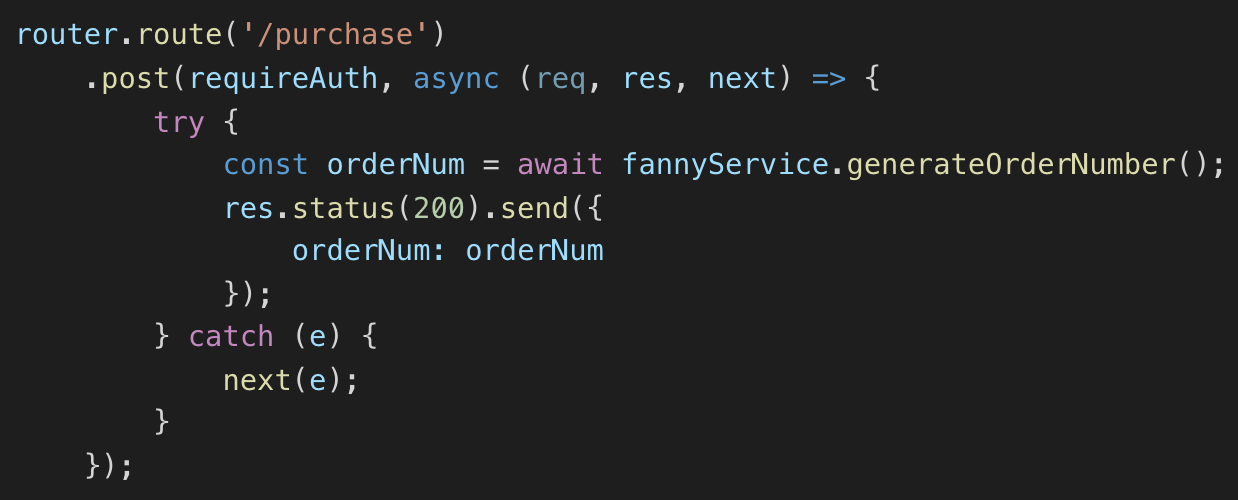 router.route('/purchase')
    .post(requireAuth, async (req, res, next) => {
        try {
            const orderNum = await fannyService.generateOrderNumber();
            res.status(200).send({
                orderNum: orderNum
            });
        } catch (e) {
            next(e);
        }
    });